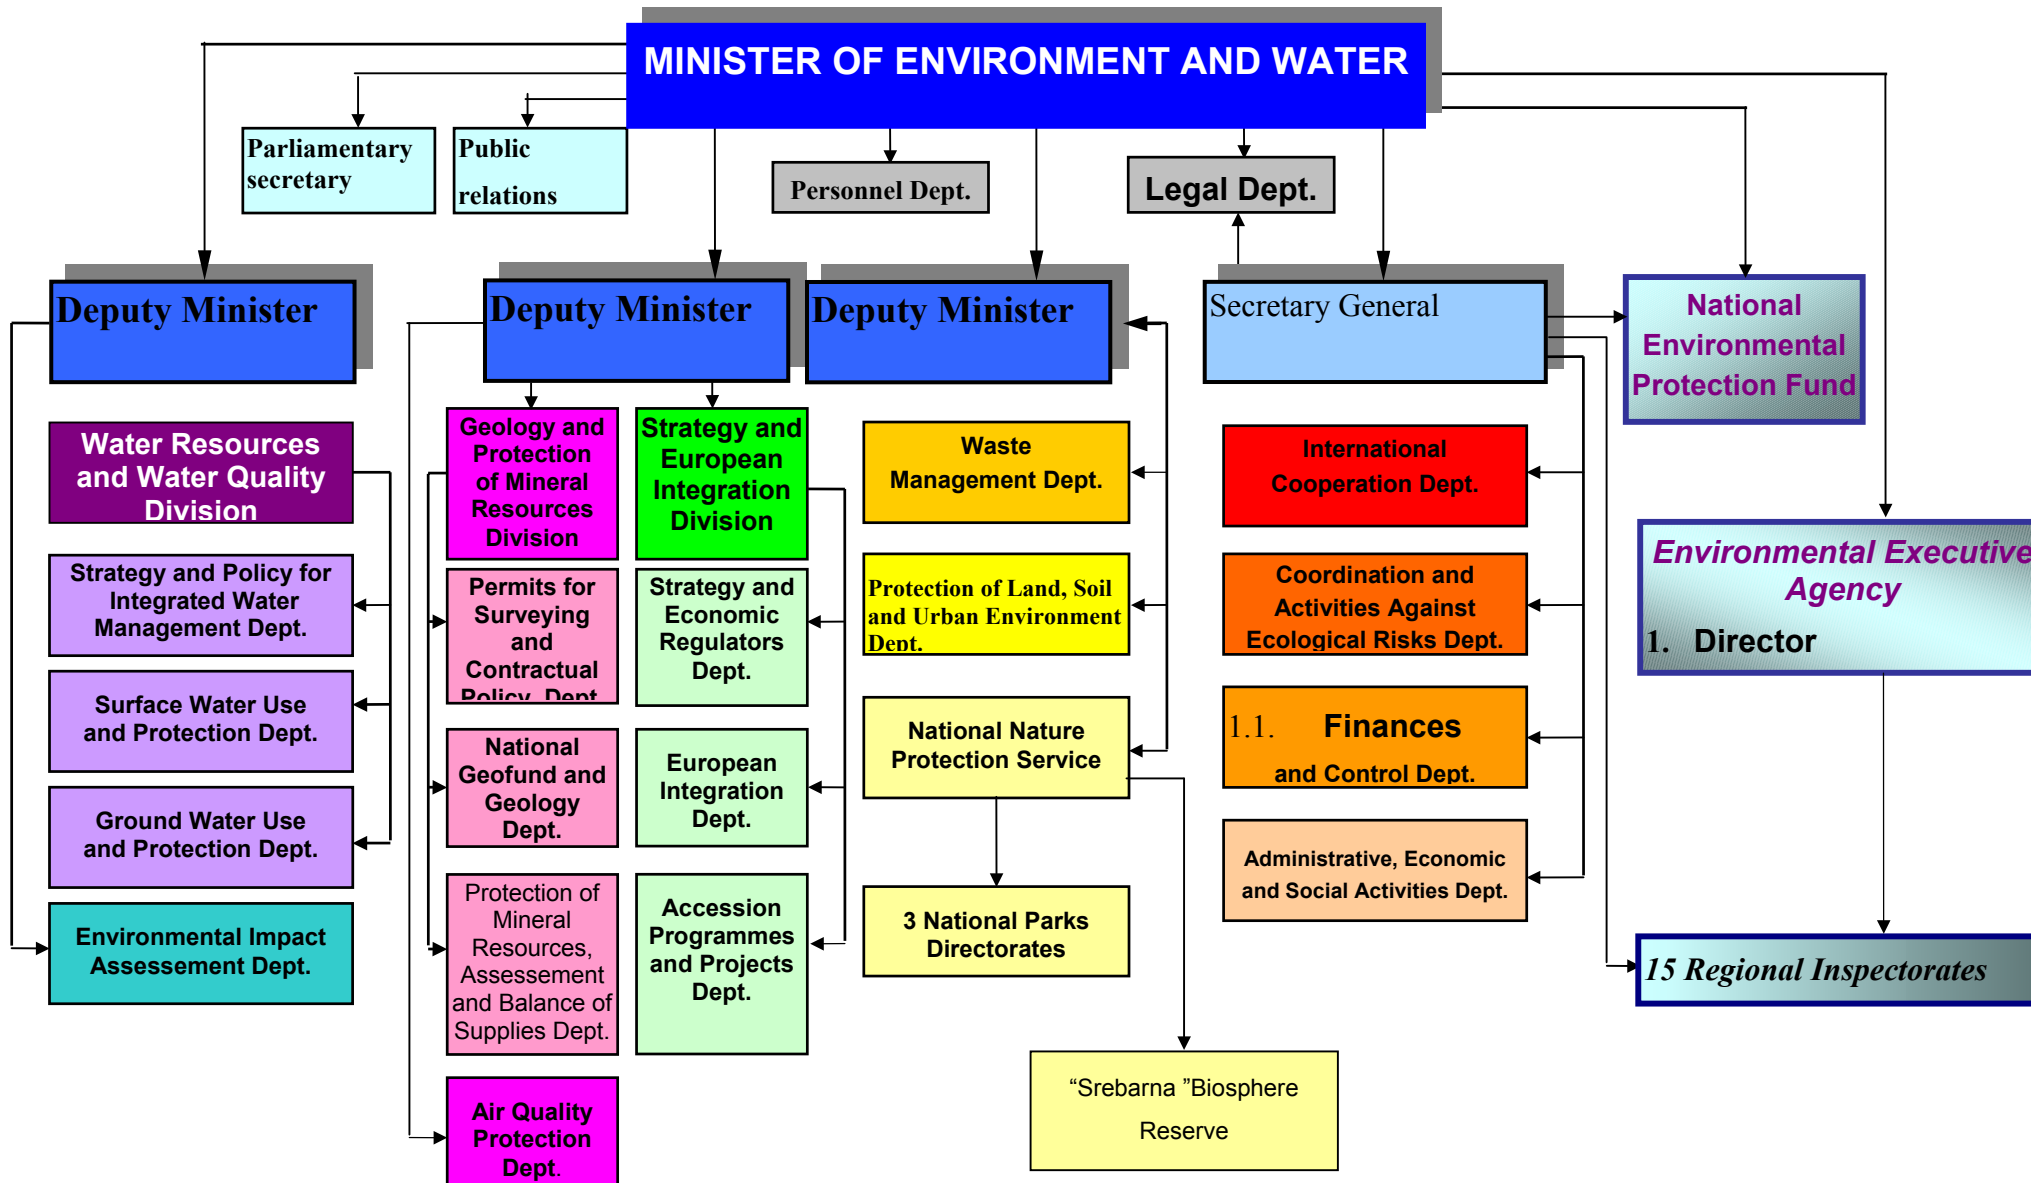 MINISTER OF ENVIRONMENT AND WATER
Parliamentary
secretary
Public
relations
Personnel Dept.
Legal Dept.
Deputy Minister
Deputy Minister
Deputy Minister
Secretary General
National
Environmental
Protection Fund
Water Resources
and Water Quality
Division
Strategy and Policy for
Integrated Water
Management Dept.
Surface Water Use
and Protection Dept.
Ground Water Use
and Protection Dept.
Environmental Impact
Assessement Dept.
Geology and
Protection
of Mineral
Resources
Division
Permits for
Surveying
and
Contractual
Policy Dept.
National
Geofund and
Geology
Dept.
Protection of
Mineral
Resources,
Assessement
and Balance of
Supplies Dept.
Air Quality
Protection
Dept.
Strategy and
European
Integration
Division
Strategy and
Economic
Regulators
Dept.
European
Integration
Dept.
Accession
Programmes
and Projects
Dept.
Waste
Management Dept.
Protection of Land, Soil
and Urban Environment
Dept.
National Nature
Protection Service
3 National Parks
Directorates
“Srebarna ”Biosphere
Reserve
International
Cooperation Dept.
Coordination and
Activities Against
Ecological Risks Dept.
1.1. Finances
and Control Dept.
Administrative, Economic
and Social Activities Dept.
Environmental Executive
Agency
1. Director
15 Regional Inspectorates